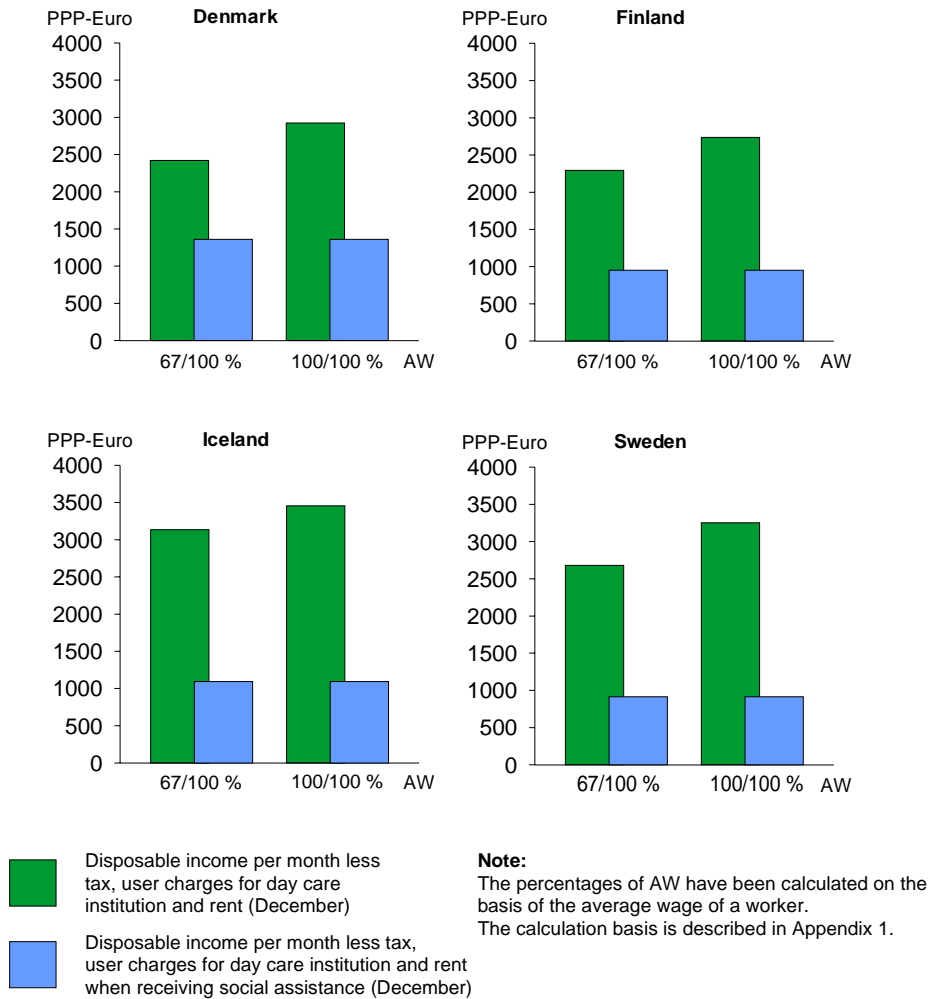 PPP-Euro Denmark
4000
3500
3000
2500
2000
1500
1000
500
0
67/100 % 100/100 % AW
PPP-Euro Finland
4000
3500
3000
2500
2000
1500
1000
500
0
67/100 % 100/100 % AW
PPP-Euro Iceland
4000
3500
3000
2500
2000
1500
1000
500
0
67/100 % 100/100 % AW
PPP-Euro Sweden
4000
3500
3000
2500
2000
1500
1000
500
0
67/100 % 100/100 % AW
Disposable income per month less
tax, user charges for day care
institution and rent (December)
Disposable income per month less tax,
user charges for day care institution and rent
when receiving social assistance (December)
Note:
The percentages of AW have been calculated on the
basis of the average wage of a worker.
The calculation basis is described in Appendix 1.